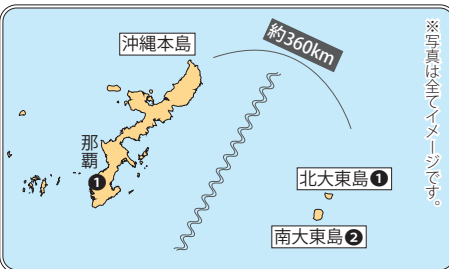 沖縄本島
約360km
※写真は全てイメージです。
那覇
❶
北大東島❶
南大東島❷